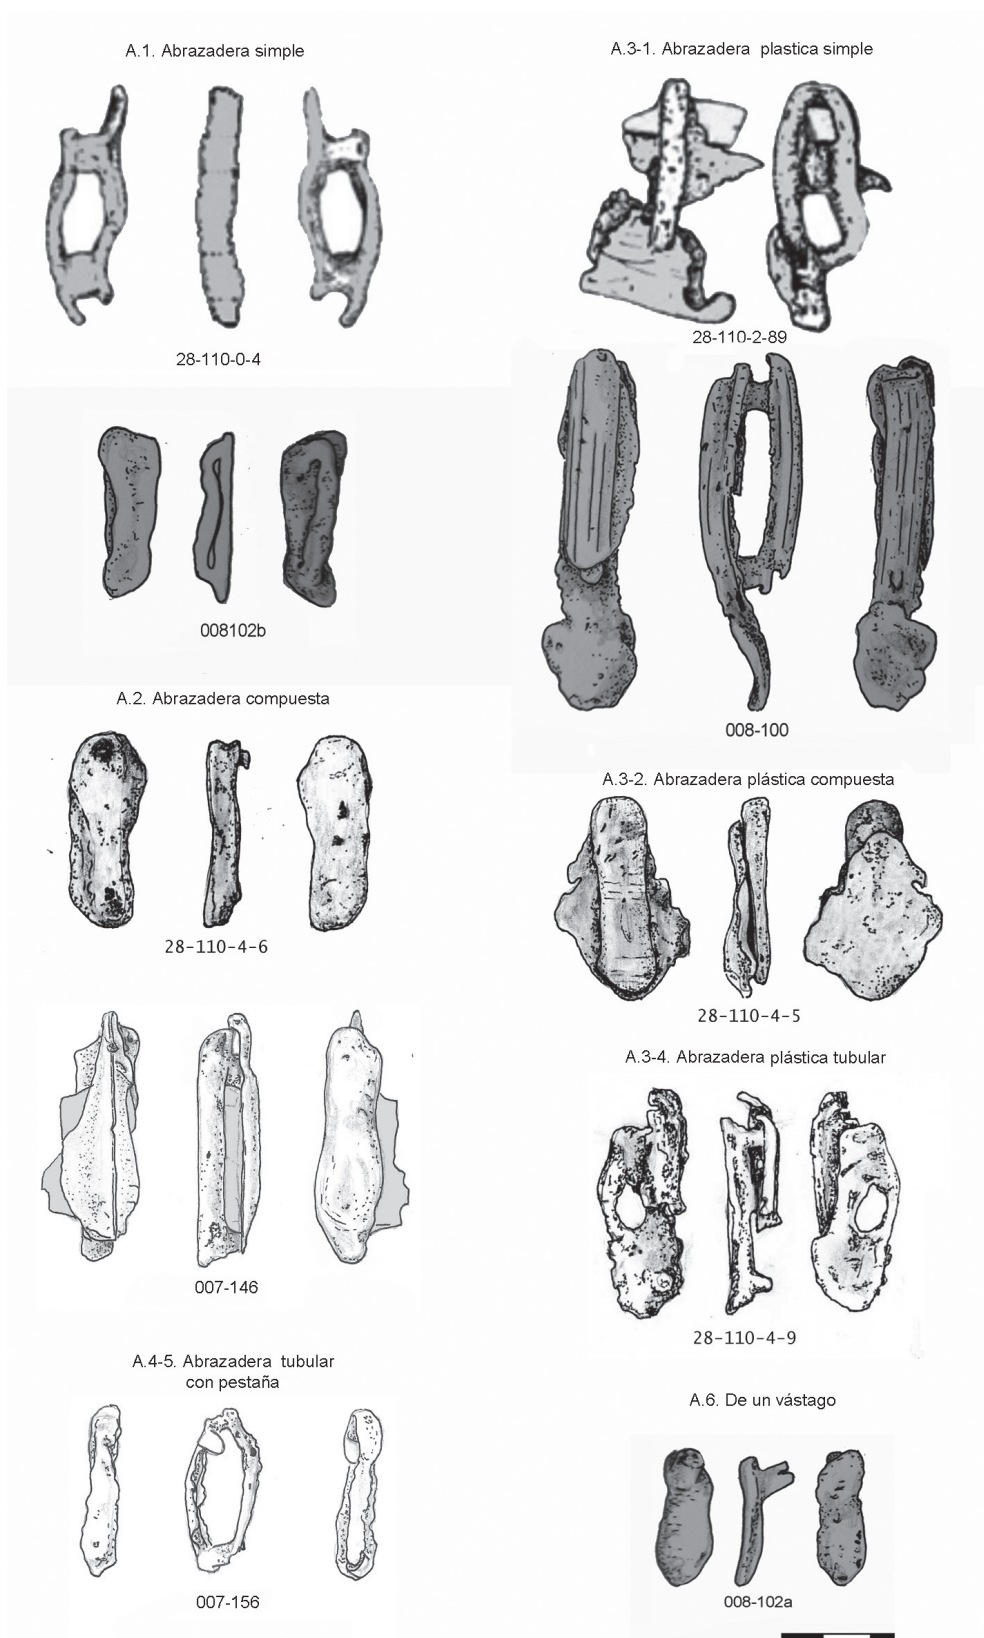 A.1. Abrazadera simple
28-110-0-4
008102b
A.2. Abrazadera compuesta
28-110-4-6
007-146
A.4-5. Abrazadera tubular
con pestaña
007-156
A.3-1. Abrazadera plastica simple
28-110-2-89
008-100
A.3-2. Abrazadera plástica compuesta
28-110-4-5
A.3-4. Abrazadera plástica tubular
28-110-4-9
A.6. De un vástago
008-102a